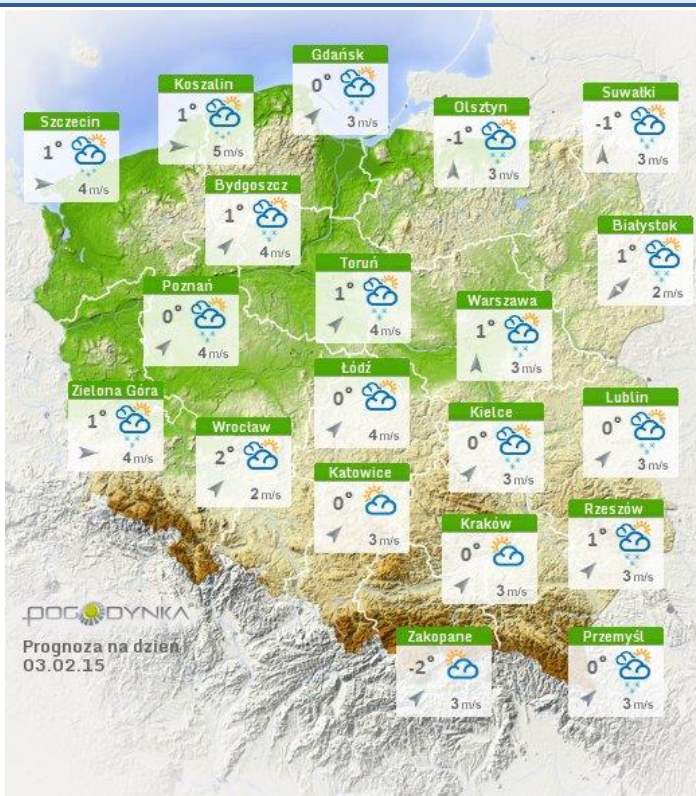 Gdańsk
0°
3 m/s
Koszalin
1°
5 m/s
Suwałki
-1°
3 m/s
Olsztyn
-1°
3 m/s
Szczecin
1°
4 m/s
Bydgoszcz
1°
4 m/s
Białystok
1°
2 m/s
Toruń
1°
4 m/s
Poznań
0°
4 m/s
Warszawa
1°
3 m/s
Łódź
0°
4 m/s
Zielona Góra
1°
4 m/s
Lublin
0°
3 m/s
Kielce
0°
3 m/s
Wrocław
2°
2 m/s
Katowice
0°
3 m/s
Rzeszów
1°
3 m/s
Kraków
0°
3 m/s
POGODYNKA
Prognoza na dzień
03.02.15
Zakopane
-2°
3 m/s
Przemyśl
0°
3 m/s